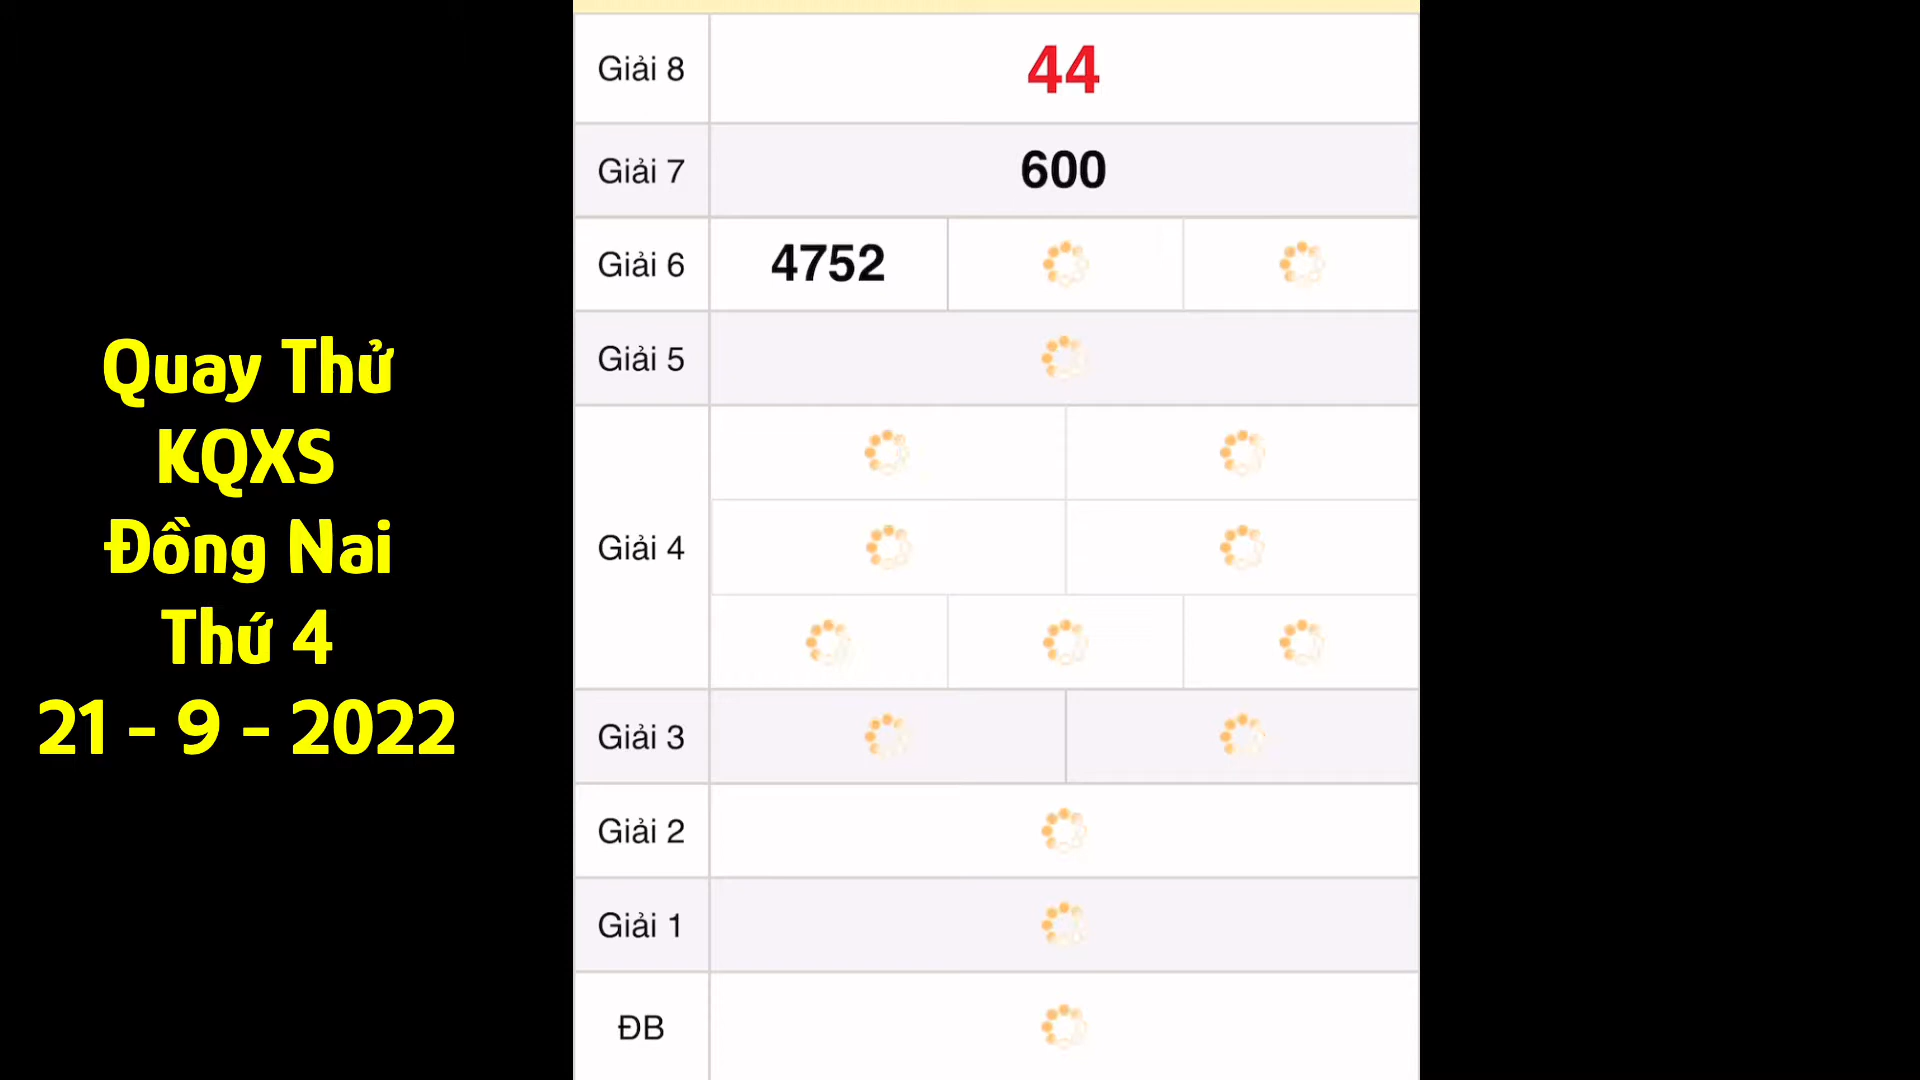 Quay Thử
KQXS
Đồng Nai
Thứ 4
21 - 9 - 2022
Giải 8 44
Giải 7 600
Giải 6 4752
Giải 5
Giải 4
Giải 3
Giải 2
Giải 1
ĐB